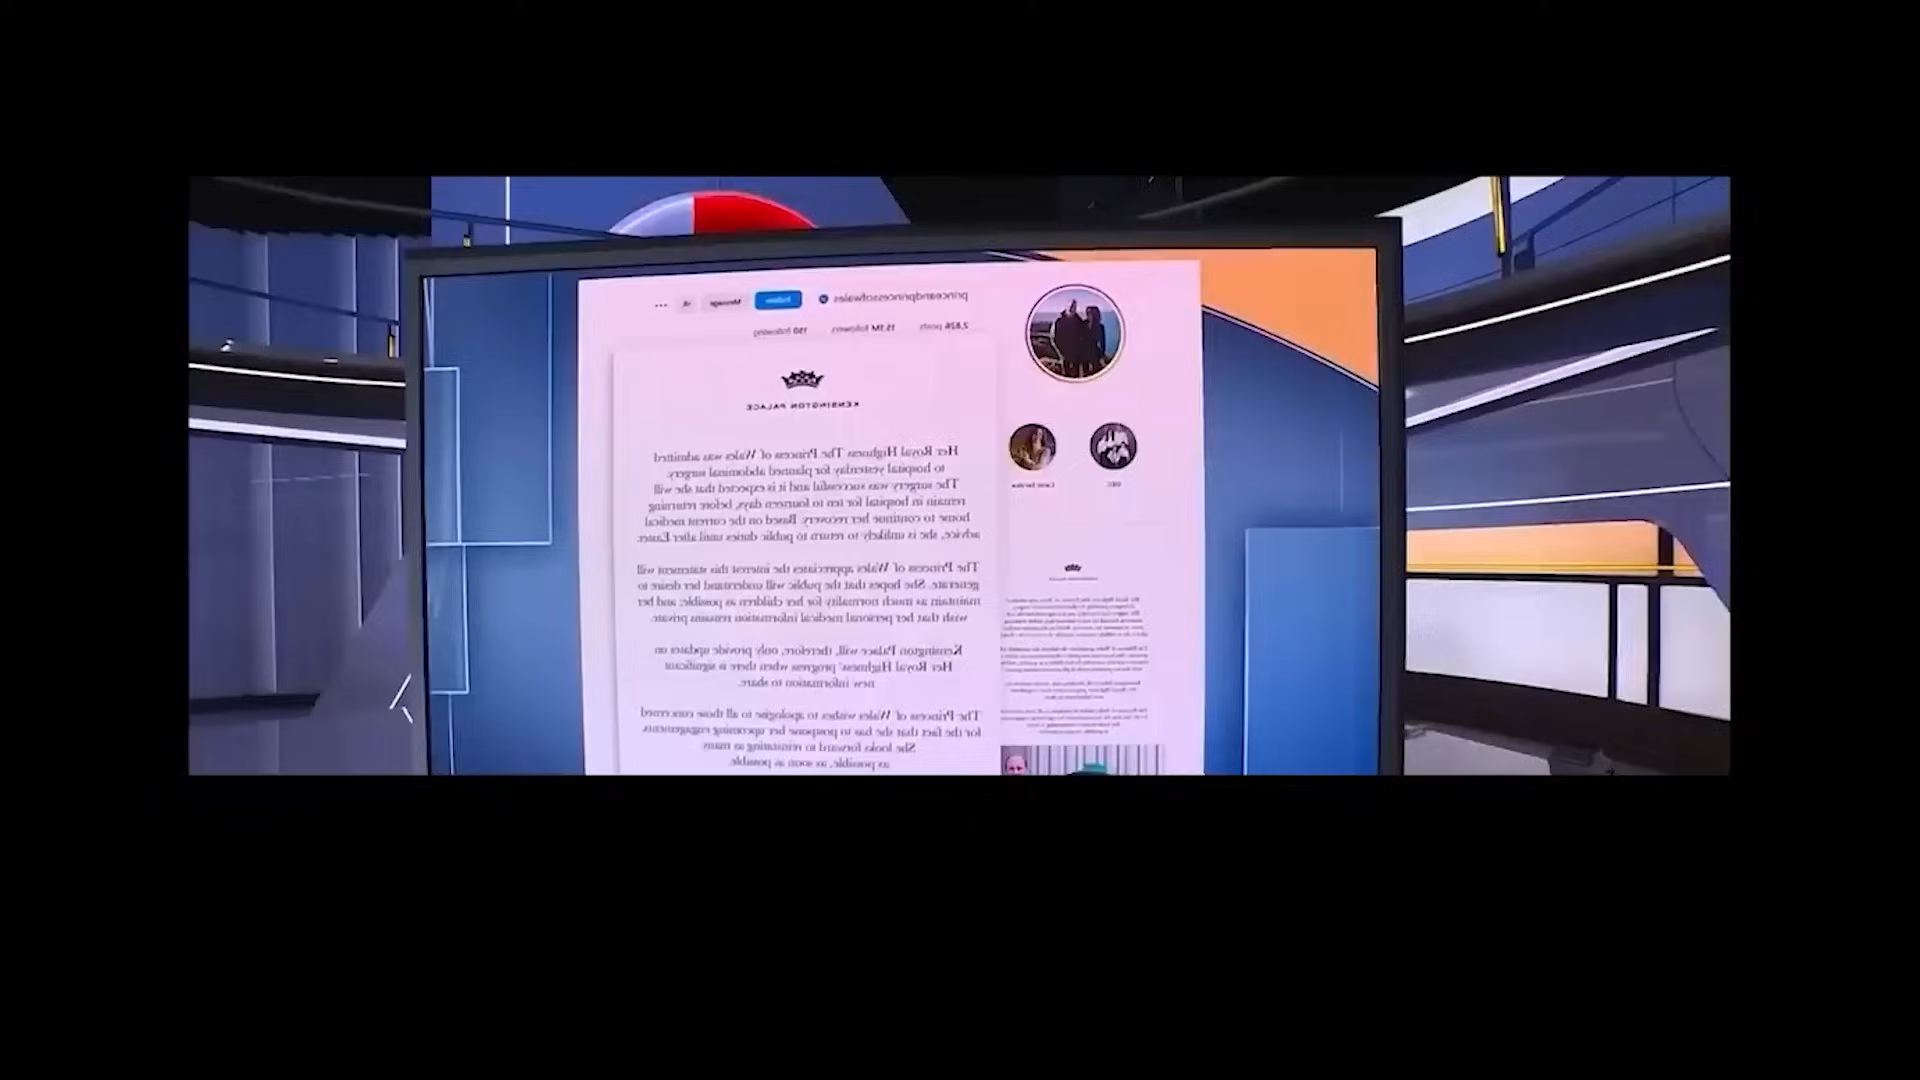 princeandprincessofwales
Follow
Message
2,826 posts
15.1M followers
150 following
KENSINGTON PALACE
Her Royal Highness The Princess of Wales was admitted
to hospital yesterday for planned abdominal surgery.
The surgery was successful and it is expected that she will
remain in hospital for ten to fourteen days, before returning
home to continue her recovery. Based on the current medical
advice, she is unlikely to return to public duties until after Easter.
The Princess of Wales appreciates the interest this statement will
generate. She hopes that the public will understand her desire to
maintain as much normality for her children as possible; and her
wish that her personal medical information remains private.
Kensington Palace will, therefore, only provide updates on
Her Royal Highness' progress when there is significant
new information to share.
The Princess of Wales wishes to apologise to all those concerned
for the fact that she has to postpone her upcoming engagements.
She looks forward to reinstating as many
as possible, as soon as possible.